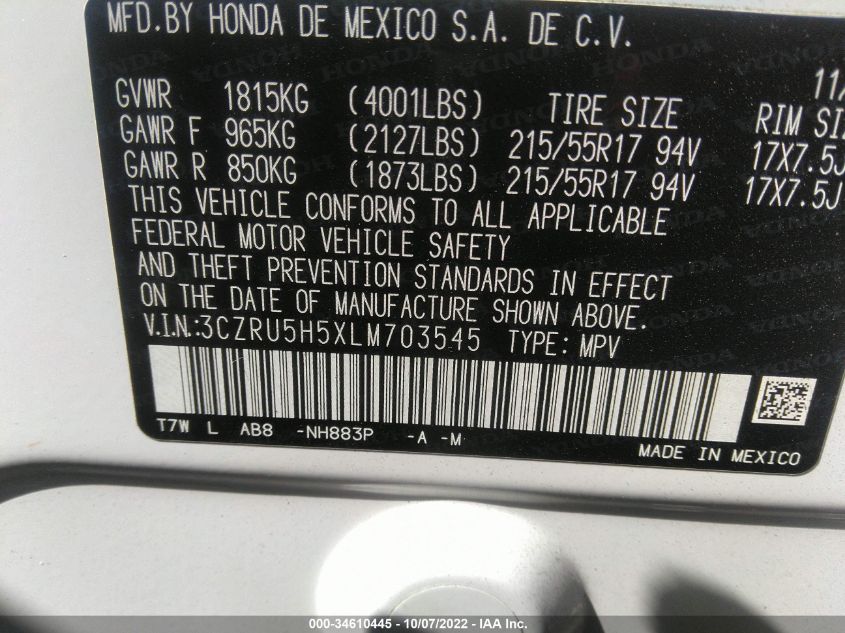 MFD.BY HONDA DE MEXICO S.A. DE C.V.
11/
GVWR 1815KG (4001LBS) TIRE SIZE RIM SIZ
GAWR F 965KG (2127LBS) 215/55R17 94V 17X7.5J
GAWR R 850KG (1873LBS) 215/55R17 94V 17X7.5J
THIS VEHICLE CONFORMS TO ALL APPLICABLE
FEDERAL MOTOR VEHICLE SAFETY
AND THEFT PREVENTION STANDARDS IN EFFECT
ON THE DATE OF MANUFACTURE SHOWN ABOVE.
V.I.N.:3CZRU5H5XLM703545 TYPE: MPV
T7W L AB8 -NH883P -A -M
MADE IN MEXICO
000-34610445 - 10/07/2022 - IAA Inc.